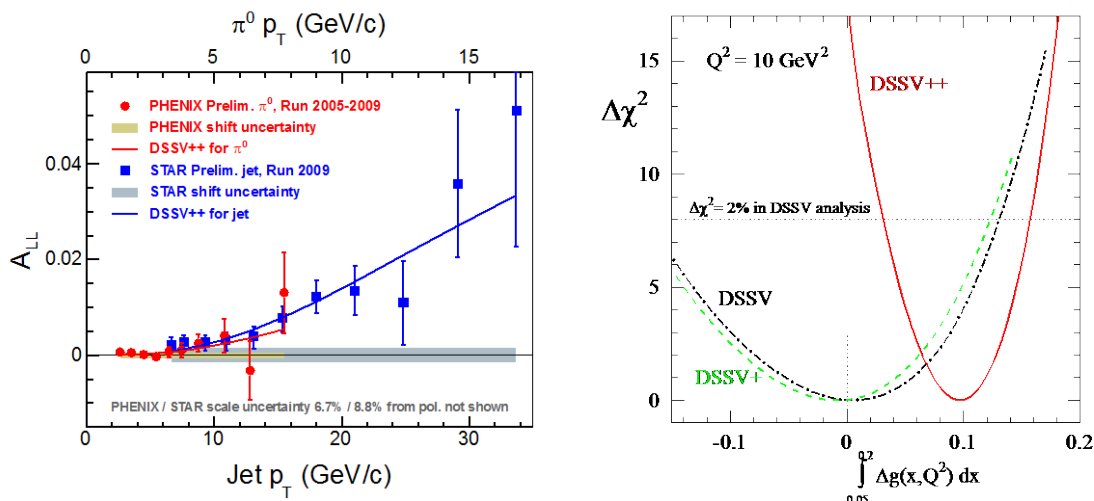 π⁰ p_T (GeV/c)
0 5 10 15
PHENIX Prelim. π⁰, Run 2005-2009
PHENIX shift uncertainty
DSSV++ for π⁰
STAR Prelim. jet, Run 2009
STAR shift uncertainty
DSSV++ for jet
A_LL
0.04
0.02
0
PHENIX / STAR scale uncertainty 6.7% / 8.8% from pol. not shown
0 10 20 30
Jet p_T (GeV/c)
Q² = 10 GeV²
DSSV++
Δχ²
15
10
5
0
Δχ²= 2% in DSSV analysis
DSSV
DSSV+
-0.1 0 0.1 0.2
0.2
∫ Δg(x,Q²) dx
0.05